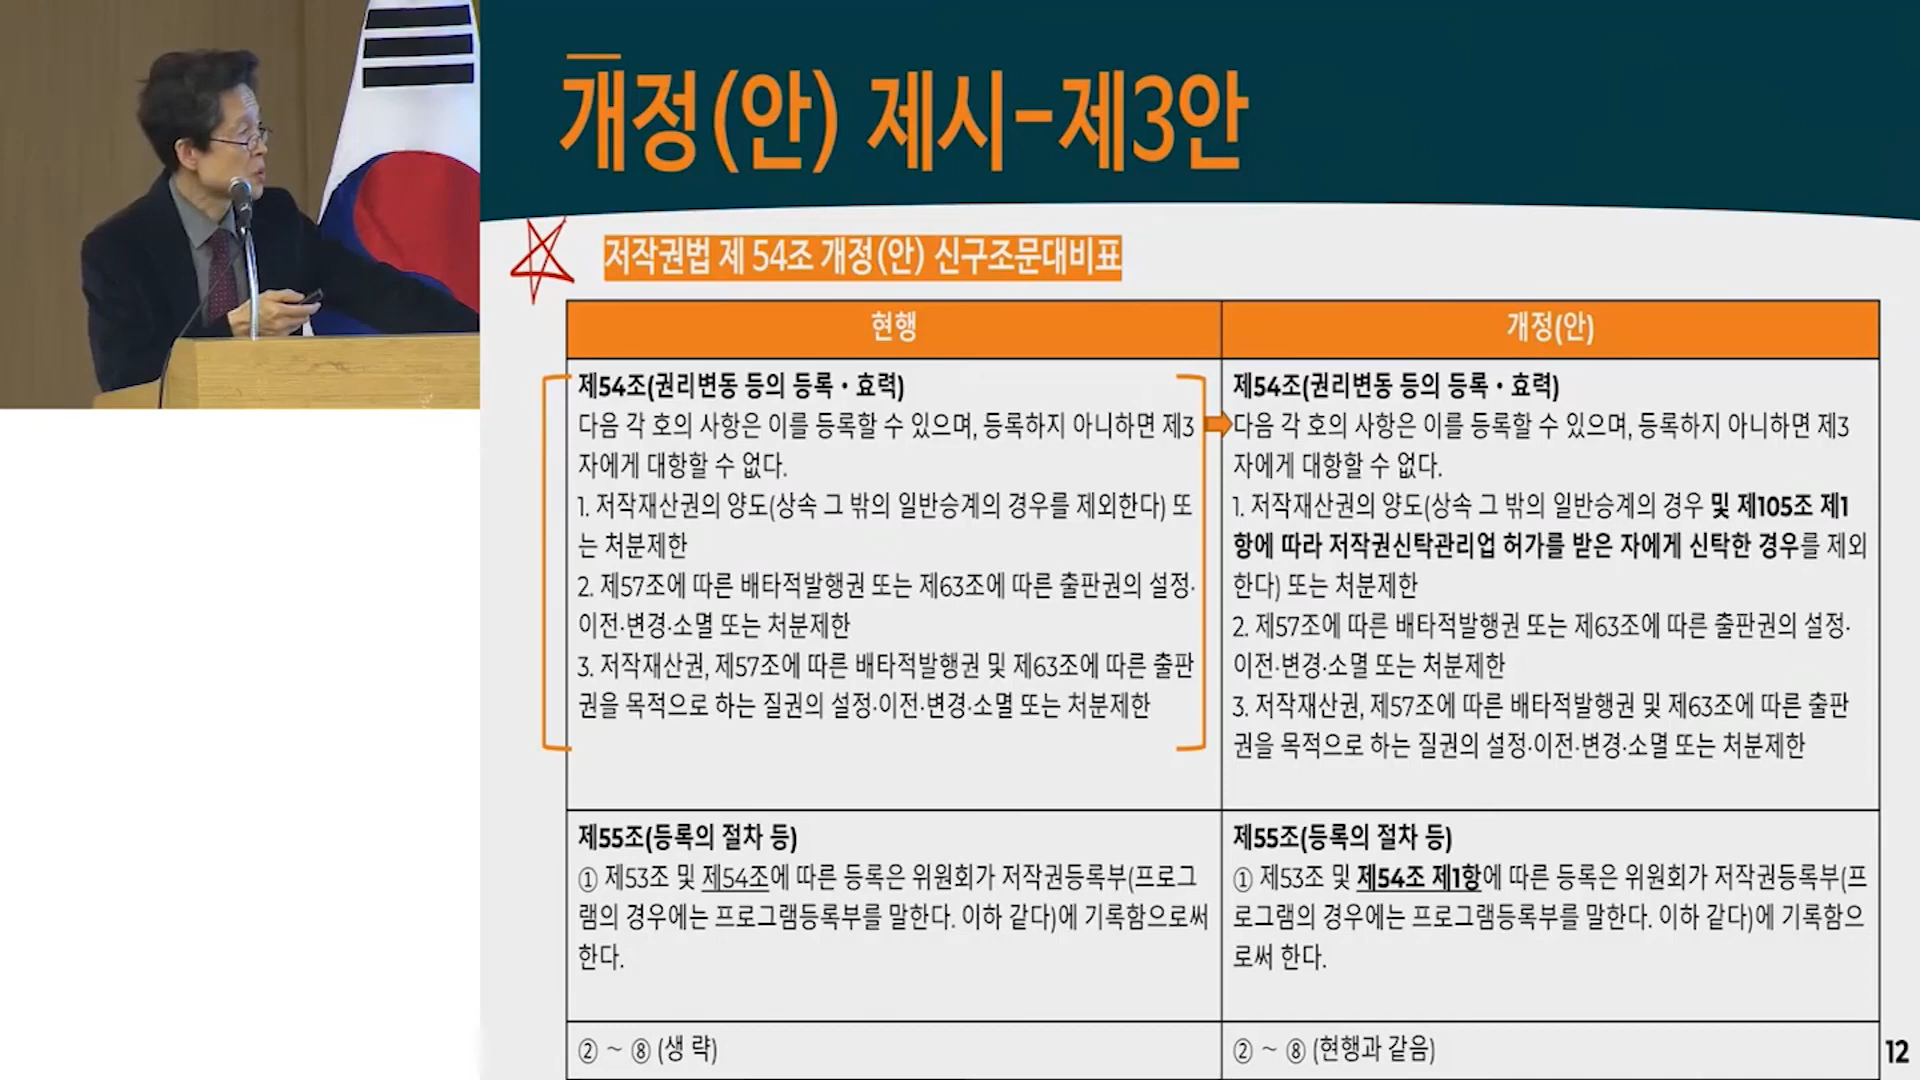 개정(안) 제시-제3안
저작권법 제 54조 개정(안) 신구조문대비표
현행
제54조(권리변동 등의 등록・효력)
다음 각 호의 사항은 이를 등록할 수 있으며, 등록하지 아니하면 제3
자에게 대항할 수 없다.
1. 저작재산권의 양도(상속 그 밖의 일반승계의 경우를 제외한다) 또
는 처분제한
2. 제57조에 따른 배타적발행권 또는 제63조에 따른 출판권의 설정·
이전·변경·소멸 또는 처분제한
3. 저작재산권, 제57조에 따른 배타적발행권 및 제63조에 따른 출판
권을 목적으로 하는 질권의 설정·이전·변경·소멸 또는 처분제한
개정(안)
제54조(권리변동 등의 등록・효력)
다음 각 호의 사항은 이를 등록할 수 있으며, 등록하지 아니하면 제3
자에게 대항할 수 없다.
1. 저작재산권의 양도(상속 그 밖의 일반승계의 경우 및 제105조 제1
항에 따라 저작권신탁관리업 허가를 받은 자에게 신탁한 경우를 제외
한다) 또는 처분제한
2. 제57조에 따른 배타적발행권 또는 제63조에 따른 출판권의 설정·
이전·변경·소멸 또는 처분제한
3. 저작재산권, 제57조에 따른 배타적발행권 및 제63조에 따른 출판
권을 목적으로 하는 질권의 설정·이전·변경·소멸 또는 처분제한
제55조(등록의 절차 등)
① 제53조 및 제54조에 따른 등록은 위원회가 저작권등록부(프로그
램의 경우에는 프로그램등록부를 말한다. 이하 같다)에 기록함으로써
한다.
제55조(등록의 절차 등)
① 제53조 및 제54조 제1항에 따른 등록은 위원회가 저작권등록부(프
로그램의 경우에는 프로그램등록부를 말한다. 이하 같다)에 기록함으
로써 한다.
② ~ ⑧ (생 략)
② ~ ⑧ (현행과 같음)
12